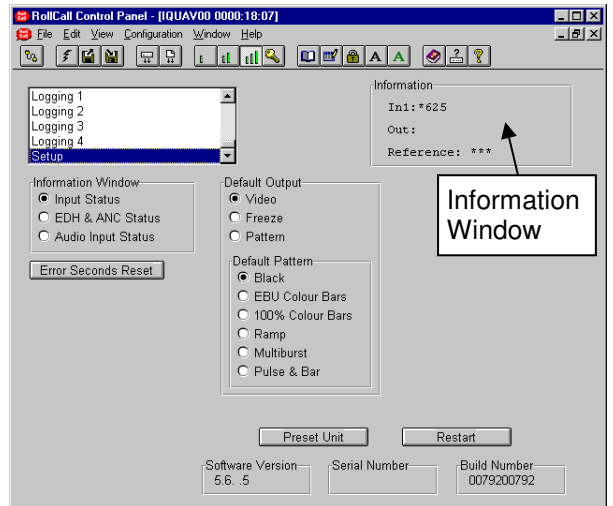 RollCall Control Panel - [IQUAV00 0000:18:07]
File Edit View Configuration Window Help
A A
Logging 1
Logging 2
Logging 3
Logging 4
Setup
Information
In1:*625
Out:
Reference: ***
Information
Window
Information Window
Input Status
EDH & ANC Status
Audio Input Status
Error Seconds Reset
Default Output
Video
Freeze
Pattern
Default Pattern
Black
EBU Colour Bars
100% Colour Bars
Ramp
Multiburst
Pulse & Bar
Preset Unit Restart
Software Version Serial Number Build Number
5.6. .5 0079200792